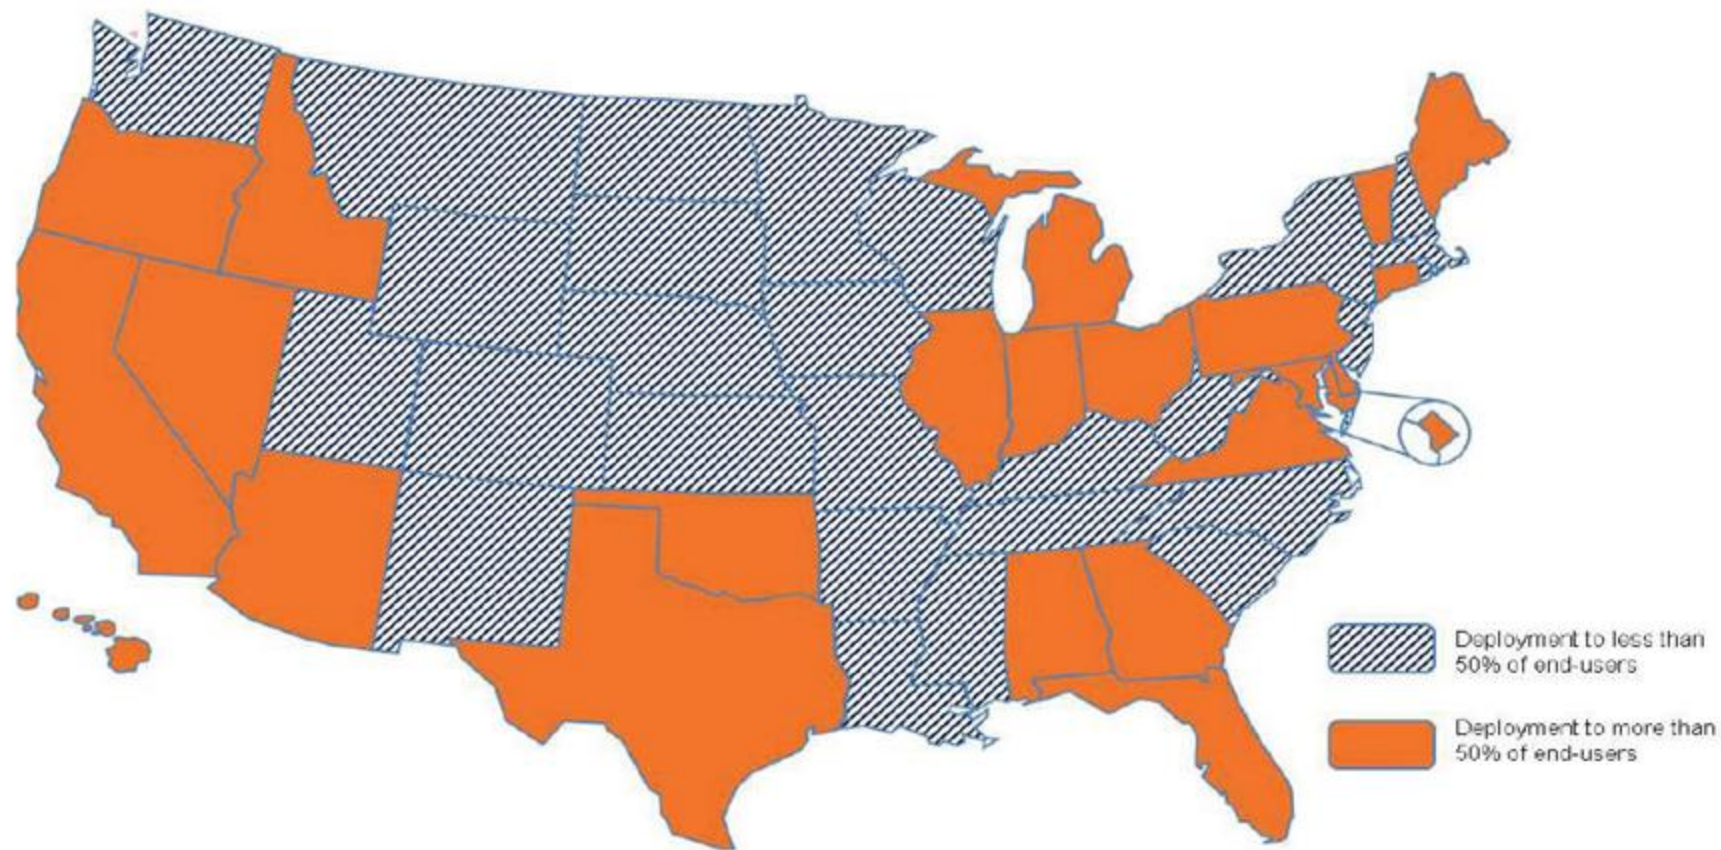 Deployment to less than
50% of end-users
Deployment to more than
50% of end-users